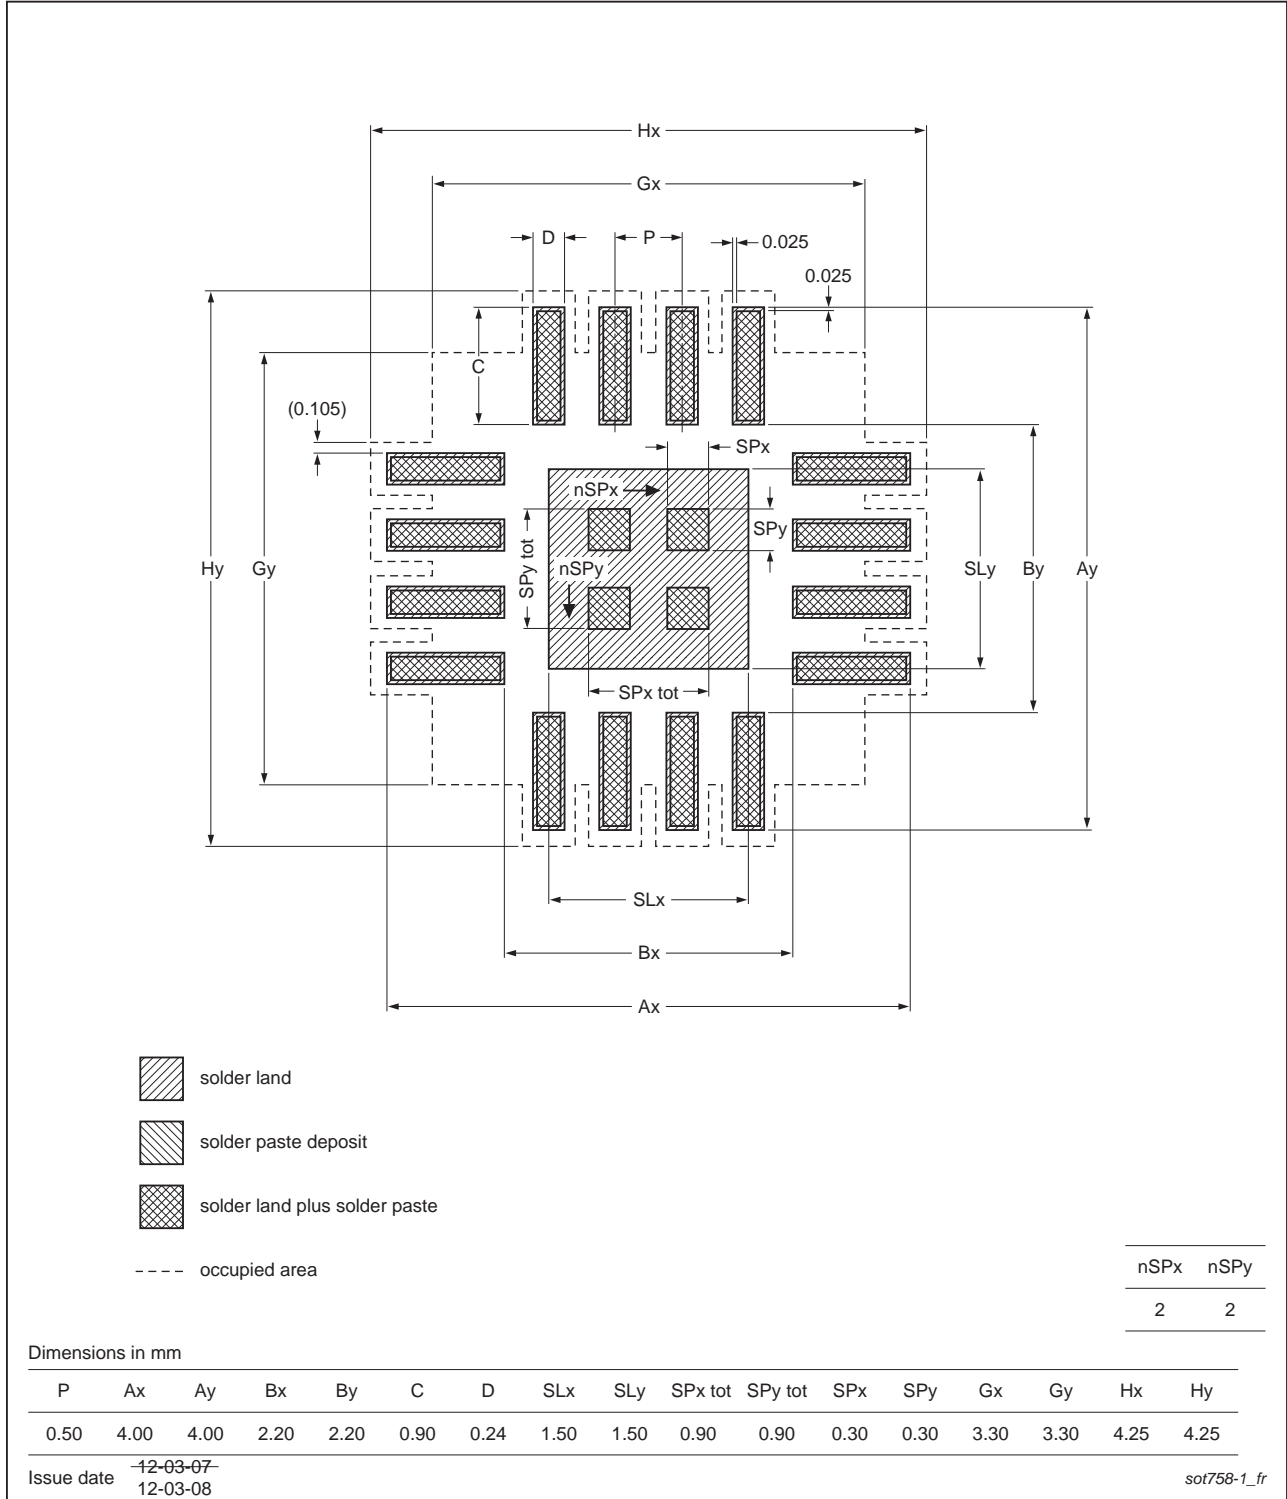 Hx
Gx
D
P
0.025
0.025
C
(0.105)
SPx
nSPx
SPy
SPy tot
nSPy
Hy
Gy
SLy
By
Ay
SPx tot
SLx
Bx
Ax
solder land
solder paste deposit
solder land plus solder paste
occupied area
nSPx nSPy
2 2
Dimensions in mm
P Ax Ay Bx By C D SLx SLy SPx tot SPy tot SPx SPy Gx Gy Hx Hy
0.50 4.00 4.00 2.20 2.20 0.90 0.24 1.50 1.50 0.90 0.90 0.30 0.30 3.30 3.30 4.25 4.25
Issue date 12-03-07
12-03-08
sot758-1_fr